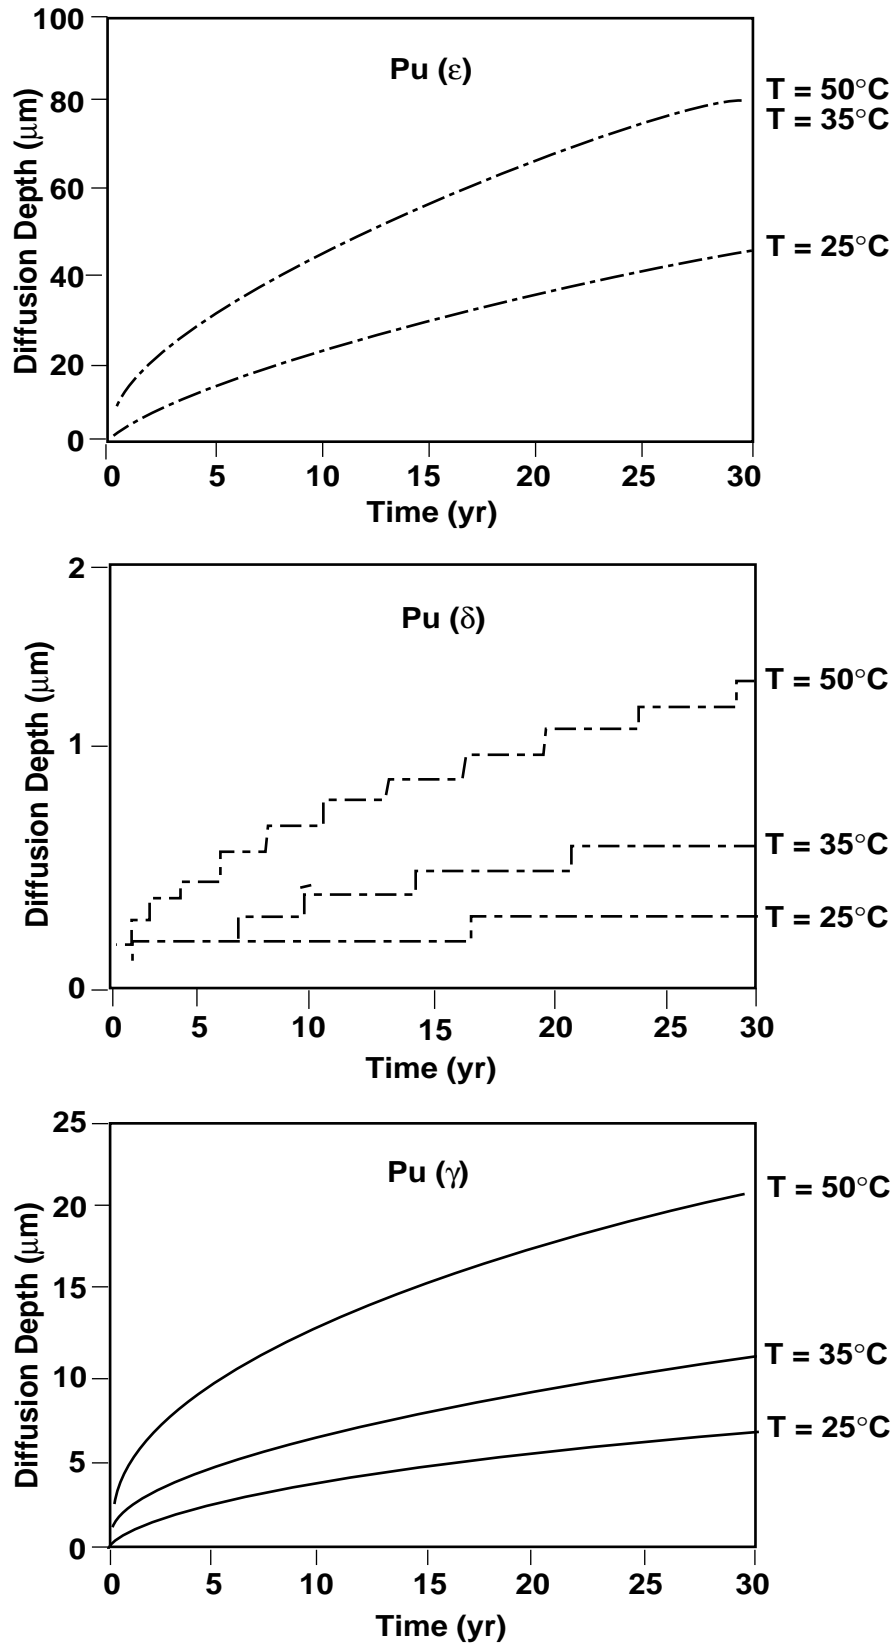 100
Pu (ε)
80
60
40
20
0
Diffusion Depth (μm)
T = 50°C
T = 35°C
T = 25°C
0 5 10 15 20 25 30
Time (yr)
2
Pu (δ)
1
0
Diffusion Depth (μm)
T = 50°C
T = 35°C
T = 25°C
0 5 10 15 20 25 30
Time (yr)
25
Pu (γ)
20
15
10
5
0
Diffusion Depth (μm)
T = 50°C
T = 35°C
T = 25°C
0 5 10 15 20 25 30
Time (yr)